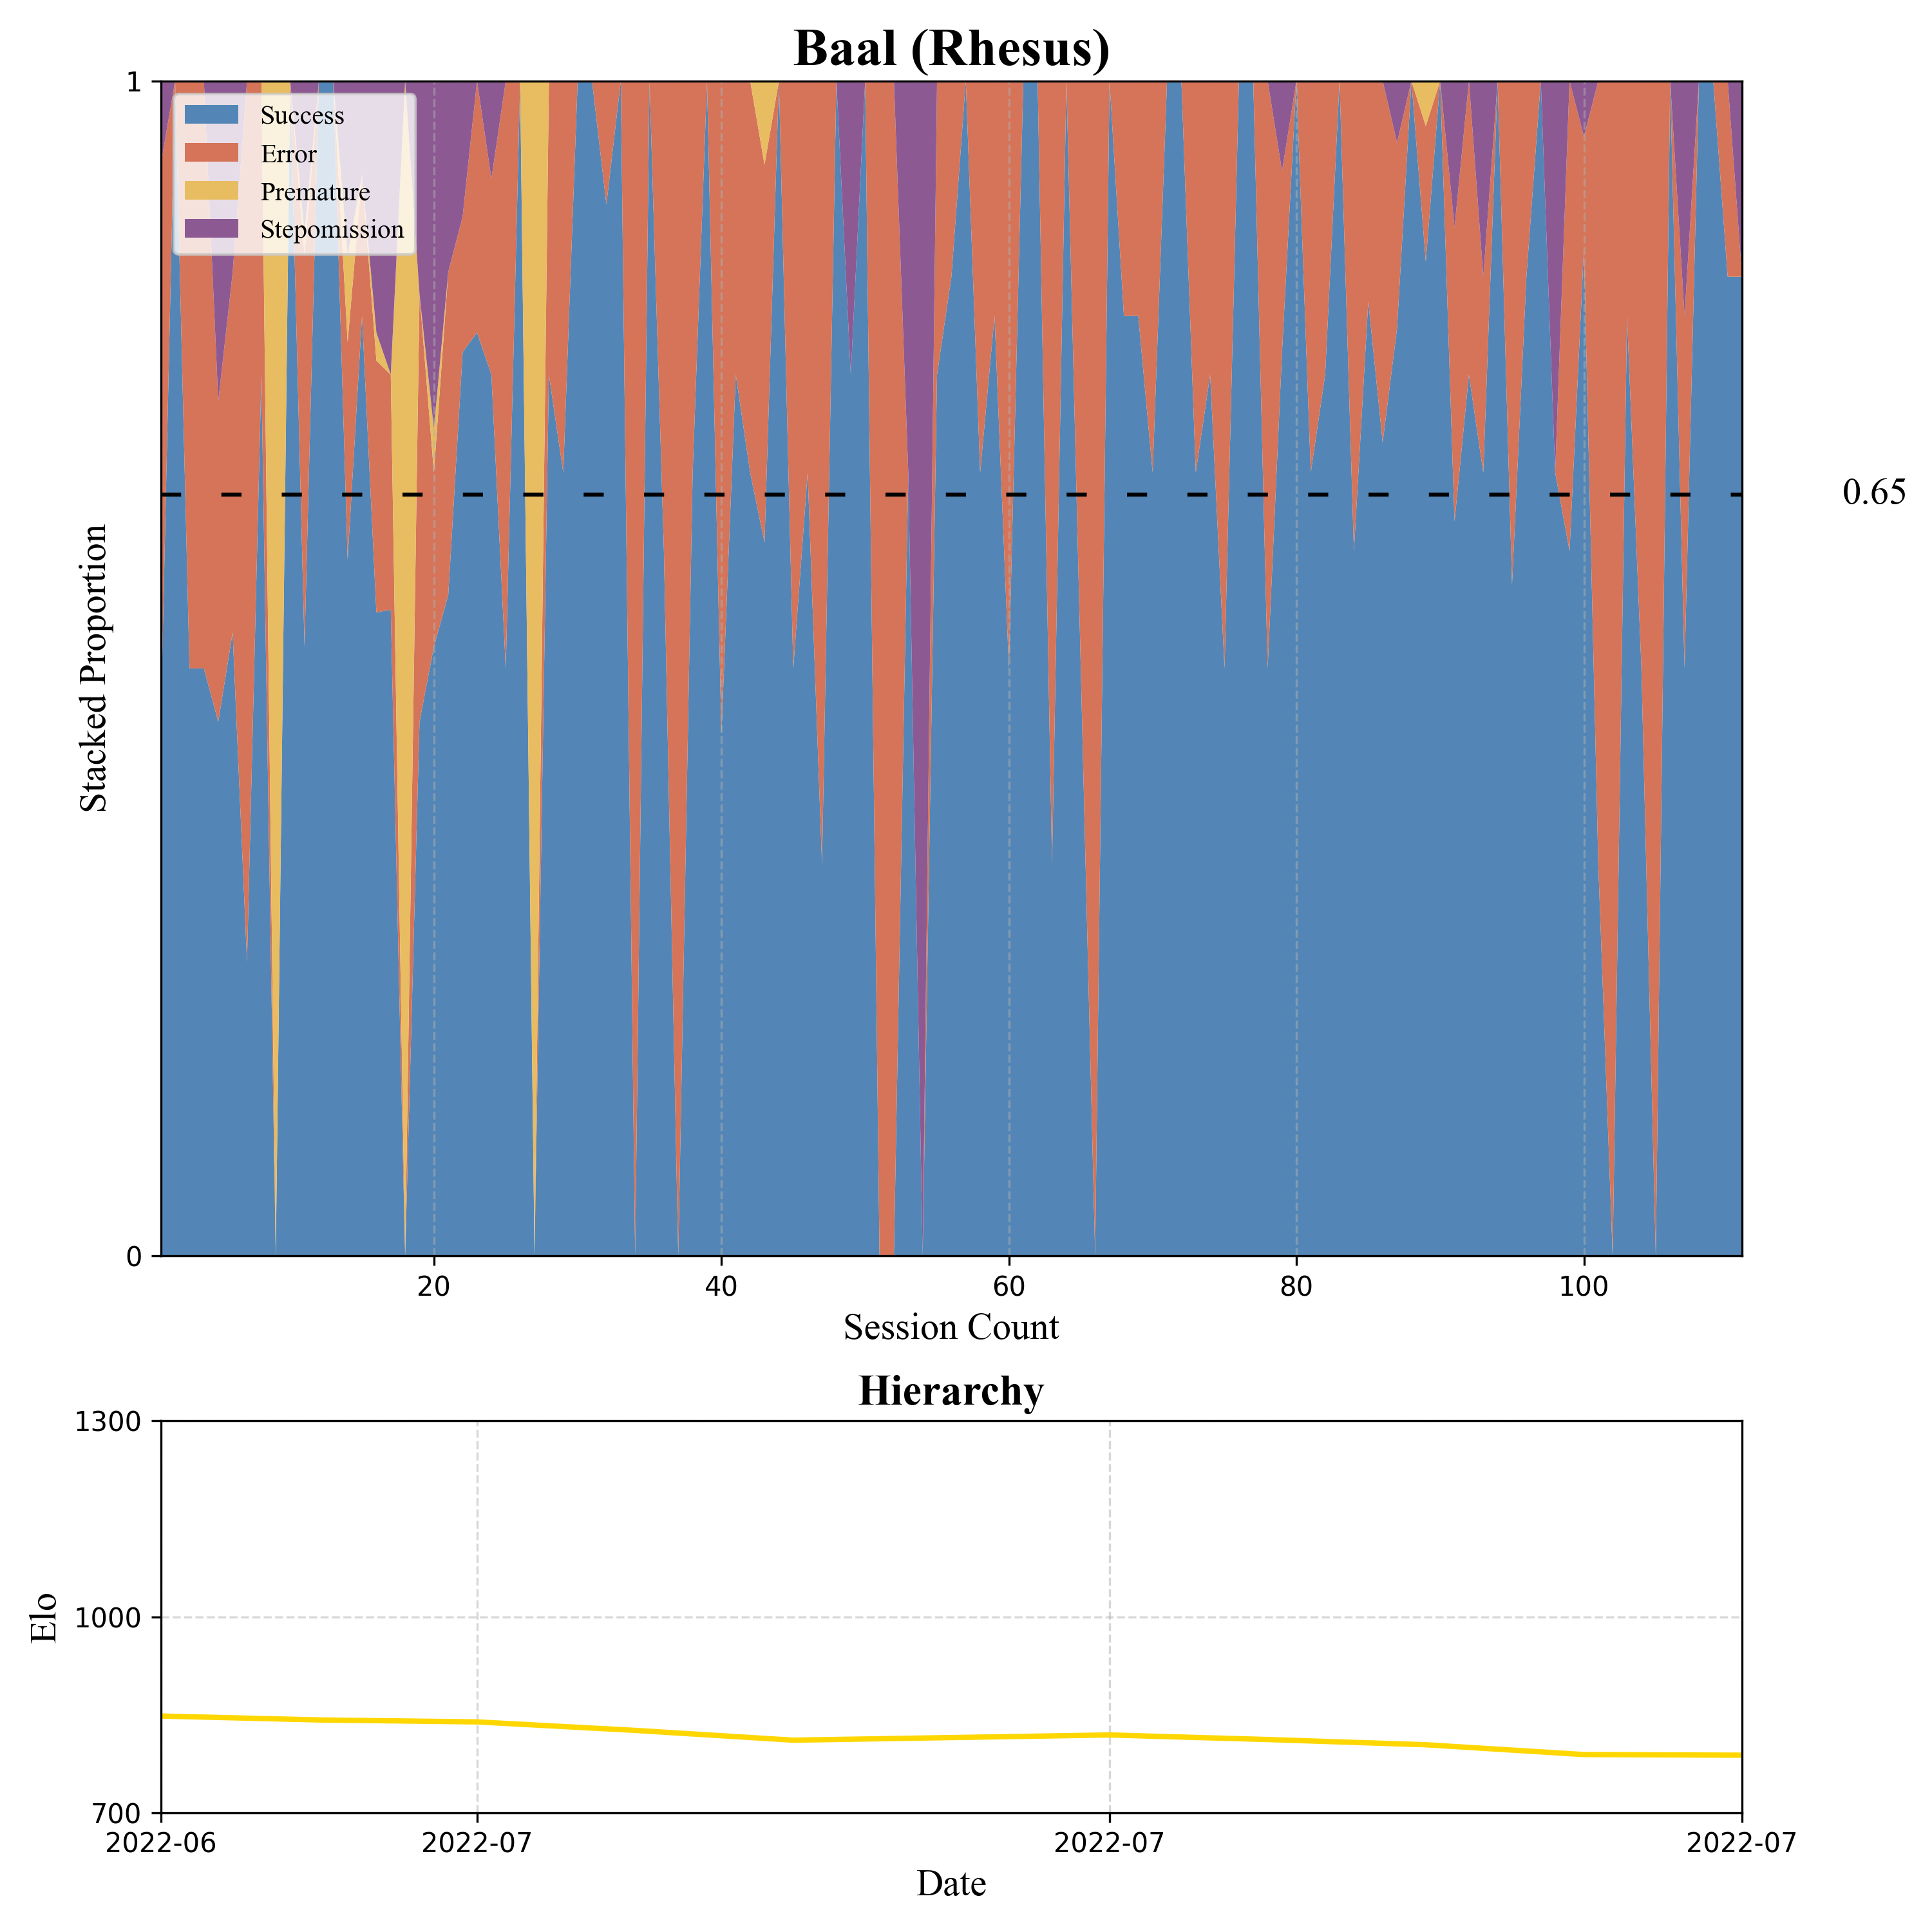 Baal (Rhesus)
1
Success
Error
Premature
Stepomission
0.65
Stacked Proportion
0
20 40 60 80 100
Session Count
Hierarchy
1300
1000
700
Elo
2022-06 2022-07 2022-07 2022-07
Date